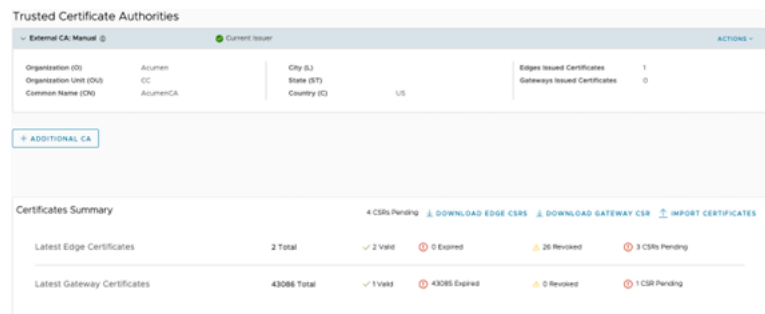 Trusted Certificate Authorities
External CA: Manual
Current Issuer
ACTIONS
Organization (O) Acumen City (L) Edges Issued Certificates 1
Organization Unit (OU) CC State (ST) Gateways Issued Certificates 0
Common Name (CN) AcumenCA Country (C) US
+ ADDITIONAL CA
Certificates Summary 4 CSRs Pending DOWNLOAD EDGE CSRS DOWNLOAD GATEWAY CSR IMPORT CERTIFICATES
Latest Edge Certificates 2 Total 2 Valid 0 Expired 26 Revoked 3 CSRs Pending
Latest Gateway Certificates 43086 Total 1 Valid 43085 Expired 0 Revoked 1 CSR Pending